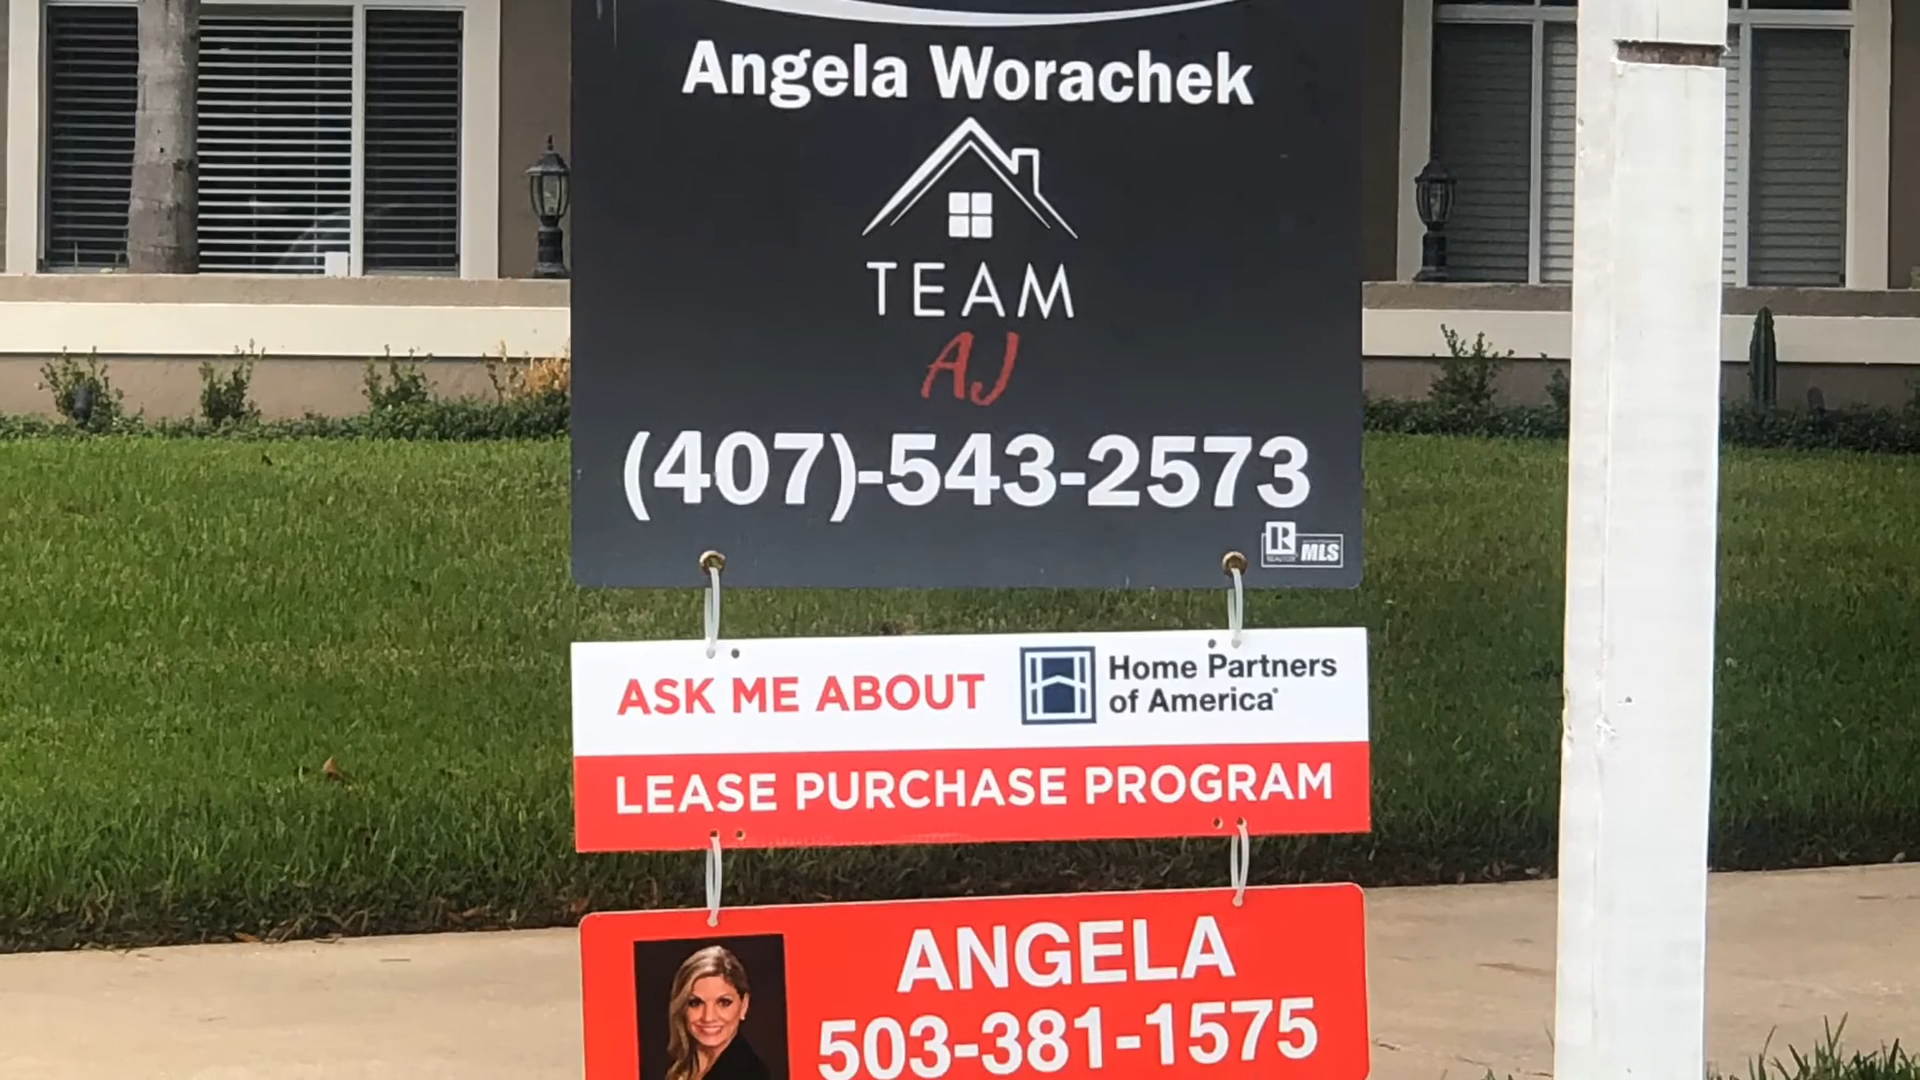 Angela Worachek
TEAM
AJ
(407)-543-2573
R
REALTOR
MLS
ASK ME ABOUT
Home Partners
of America
LEASE PURCHASE PROGRAM
ANGELA
503-381-1575